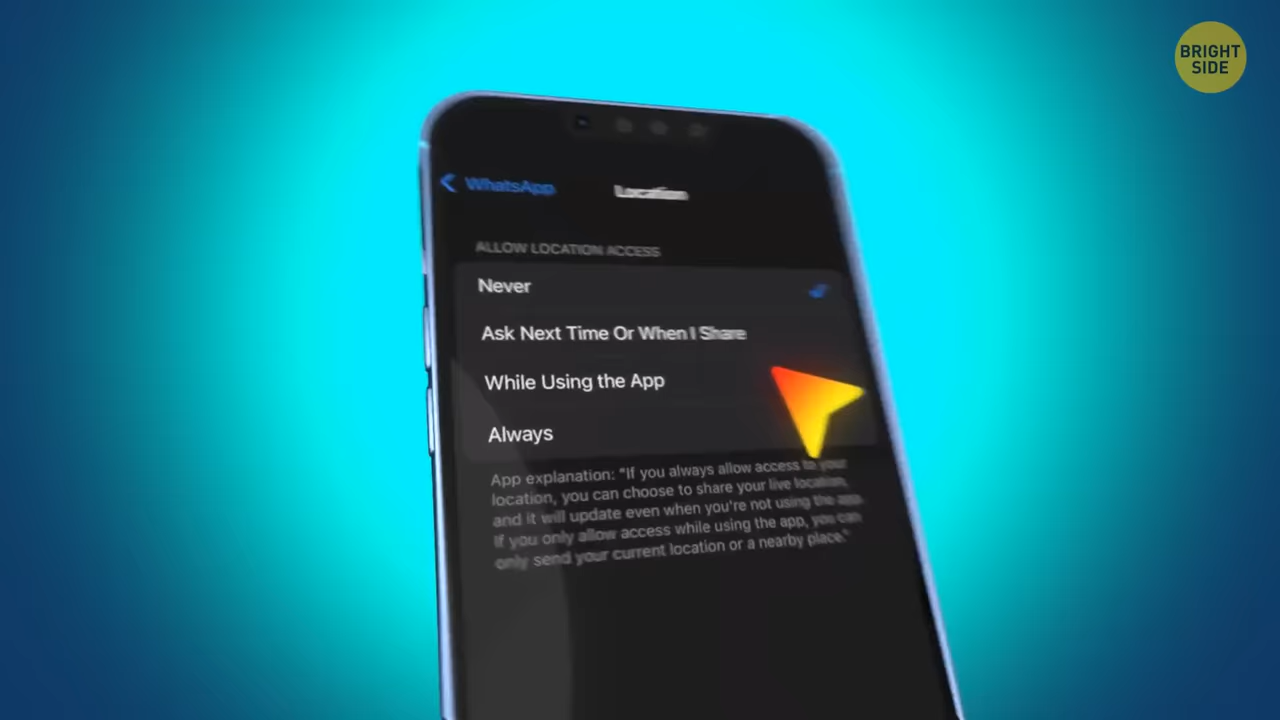 BRIGHT
SIDE
WhatsApp
Location
ALLOW LOCATION ACCESS
Never
Ask Next Time Or When I Share
While Using the App
Always
App explanation: "If you always allow access to your
location, you can choose to share your live location,
and it will update even when you're not using the app.
If you only allow access while using the app, you can
only send your current location or a nearby place."